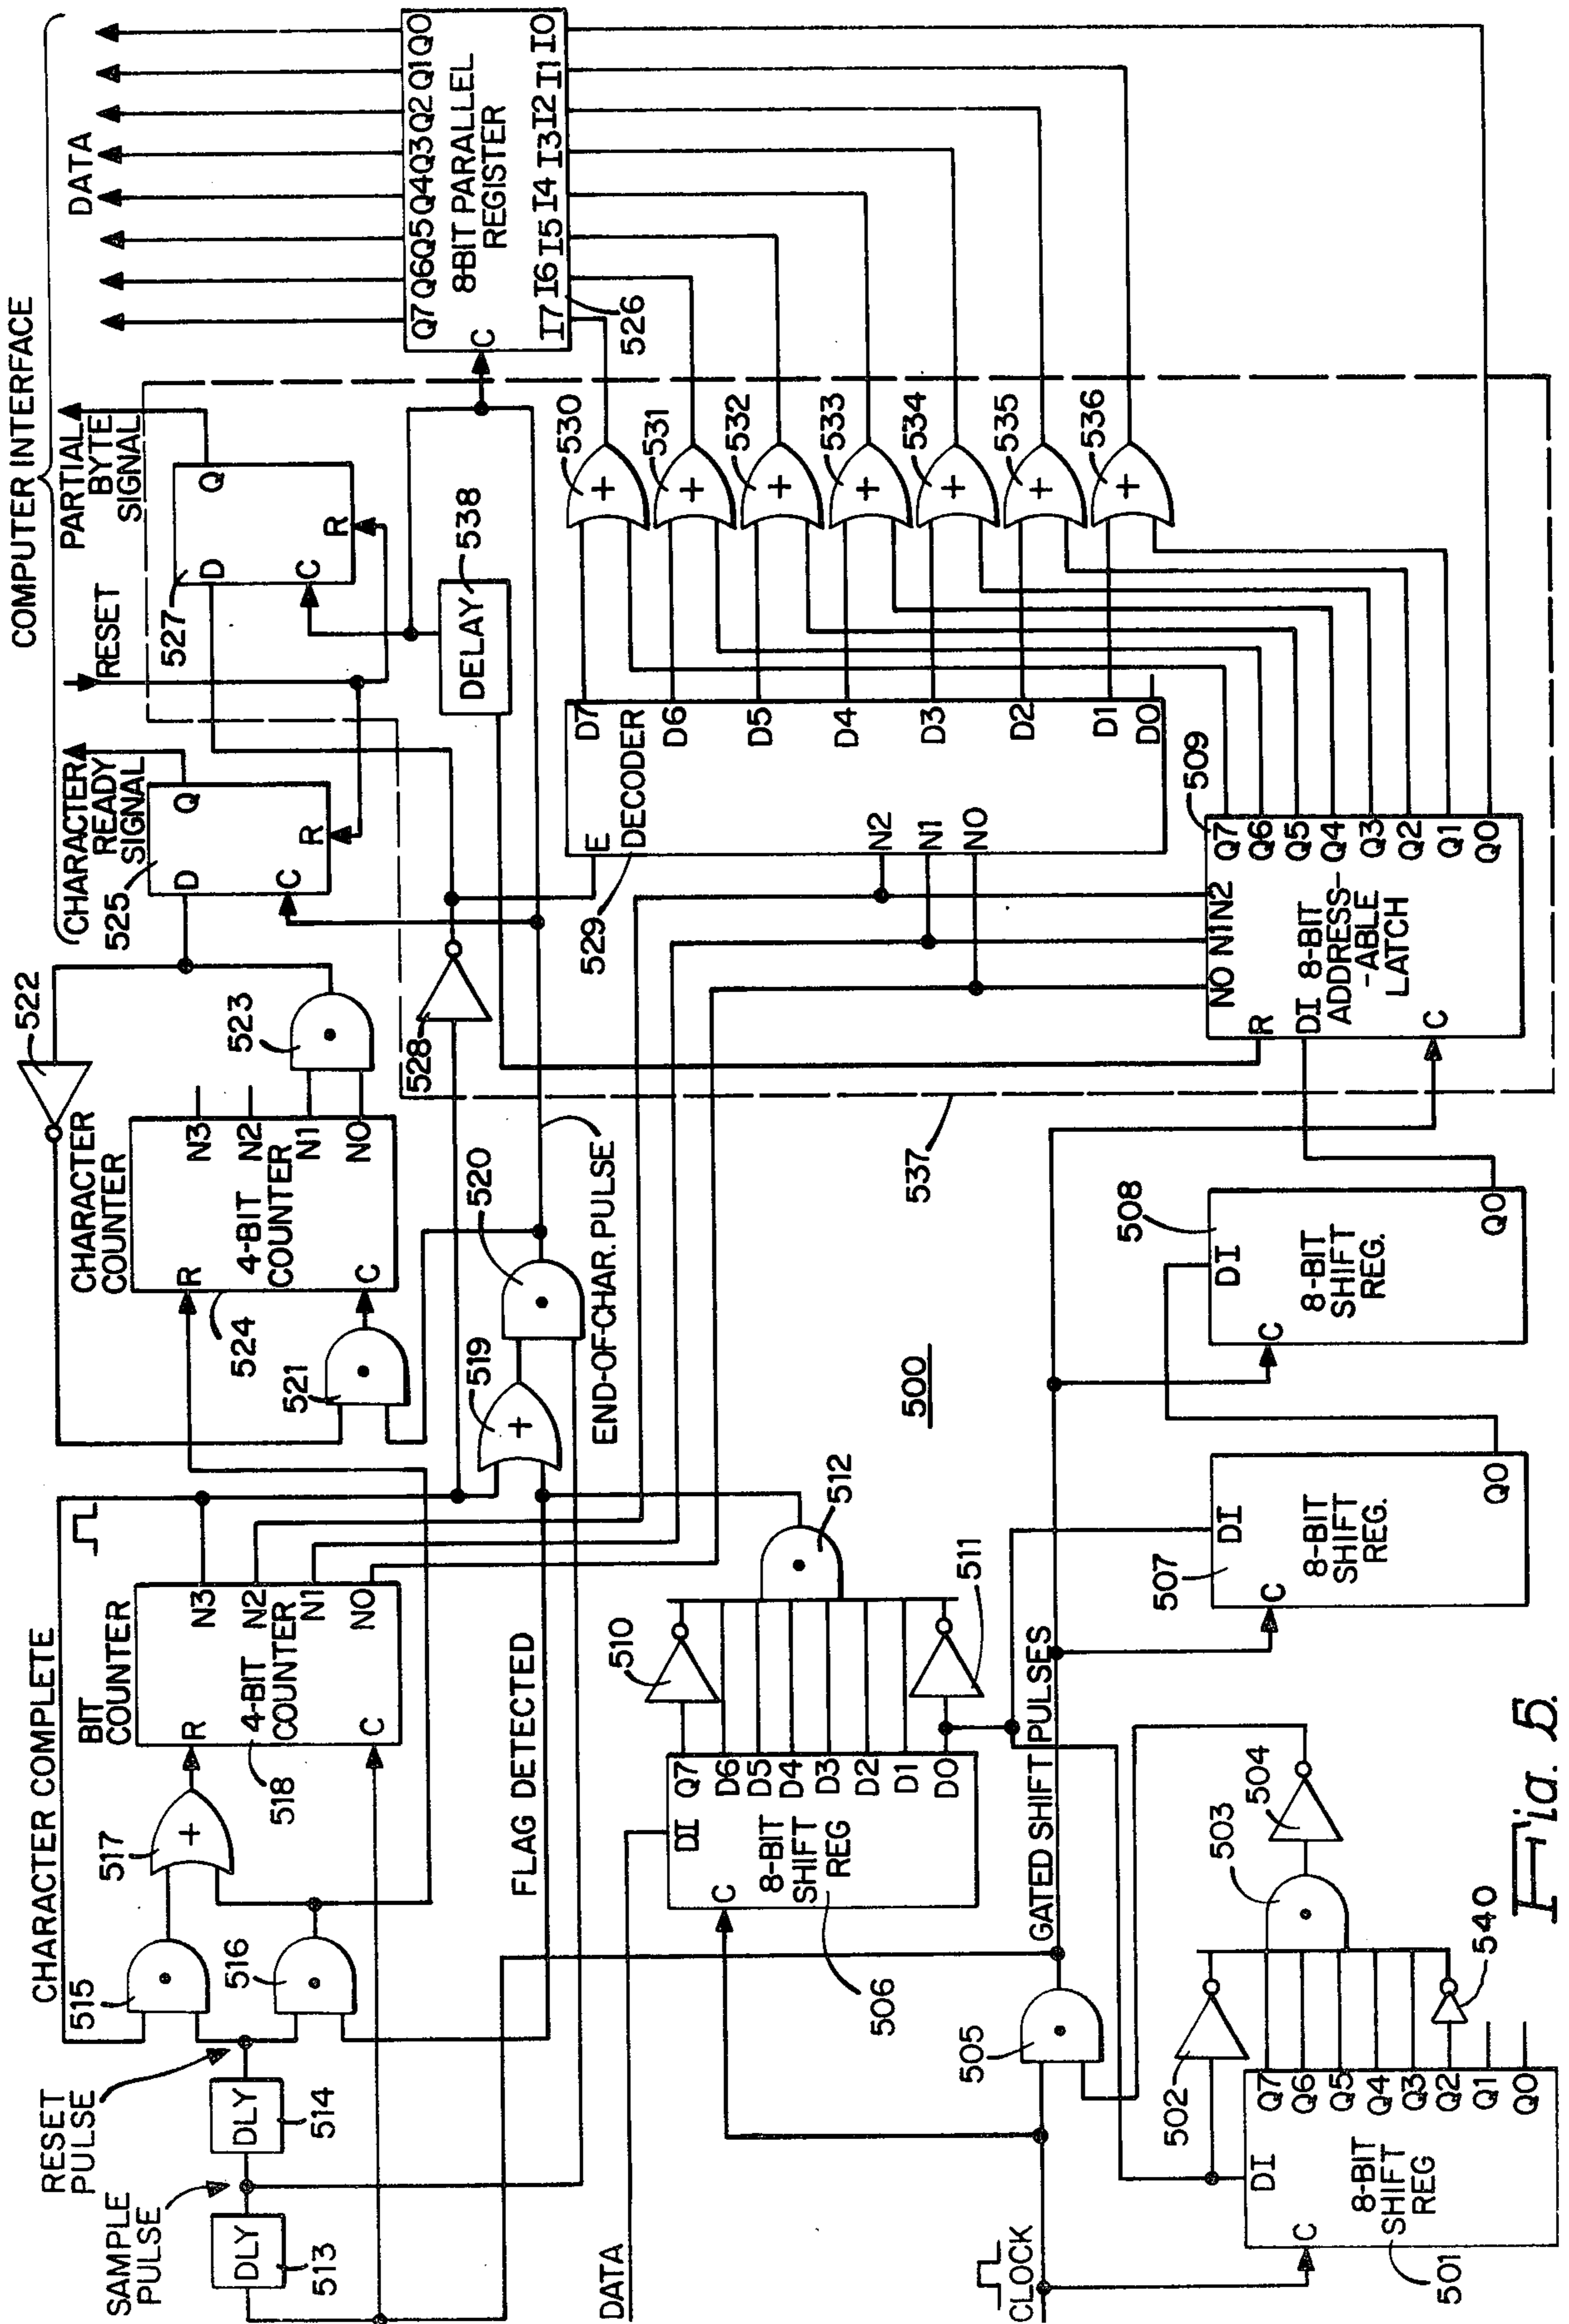 COMPUTER INTERFACE
DATA
CHARACTER
READY
SIGNAL
RESET
PARTIAL
BYTE
SIGNAL
Q7 Q6 Q5 Q4 Q3 Q2 Q1 Q0
8-BIT PARALLEL
REGISTER
C
I7 I6 I5 I4 I3 I2 I1 I0
526
525
D
Q
C
R
527
D
Q
C
R
522
523
CHARACTER
COUNTER
R
4-BIT
COUNTER
C
N3
N2
N1
N0
524
521
CHARACTER COMPLETE
BIT
COUNTER
R
4-BIT
COUNTER
C
N3
N2
N1
N0
518
515
516
517
RESET
PULSE
SAMPLE
PULSE
DLY
513
DLY
514
519
520
END-OF-CHAR. PULSE
528
DELAY
538
E
DECODER
529
N2
N1
N0
D7
D6
D5
D4
D3
D2
D1
D0
+
530
+
531
+
532
+
533
+
534
+
535
+
536
537
FLAG DETECTED
DATA
DI
C
8-BIT
SHIFT
REG
506
Q7
D6
D5
D4
D3
D2
D1
D0
510
511
512
500
GATED SHIFT PULSES
CLOCK
505
503
504
502
540
DI
C
8-BIT
SHIFT
REG
501
Q7
Q6
Q5
Q4
Q3
Q2
Q1
Q0
507
DI
C
8-BIT
SHIFT
REG.
Q0
508
DI
C
8-BIT
SHIFT
REG.
Q0
509
R
DI
C
N0 N1 N2
8-BIT
ADDRESS-
-ABLE
LATCH
Q7
Q6
Q5
Q4
Q3
Q2
Q1
Q0
Fig. 5.